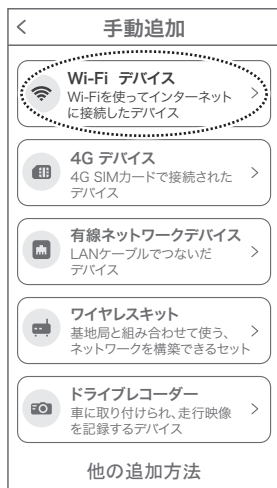 手動追加
Wi-Fi デバイス
Wi-Fiを使ってインターネット
に接続したデバイス
4G デバイス
4G SIMカードで接続された
デバイス
有線ネットワークデバイス
LANケーブルでつないだ
デバイス
ワイヤレスキット
基地局と組み合わせて使う、
ネットワークを構築できるセット
ドライブレコーダー
車に取り付けられ、走行映像
を記録するデバイス
他の追加方法